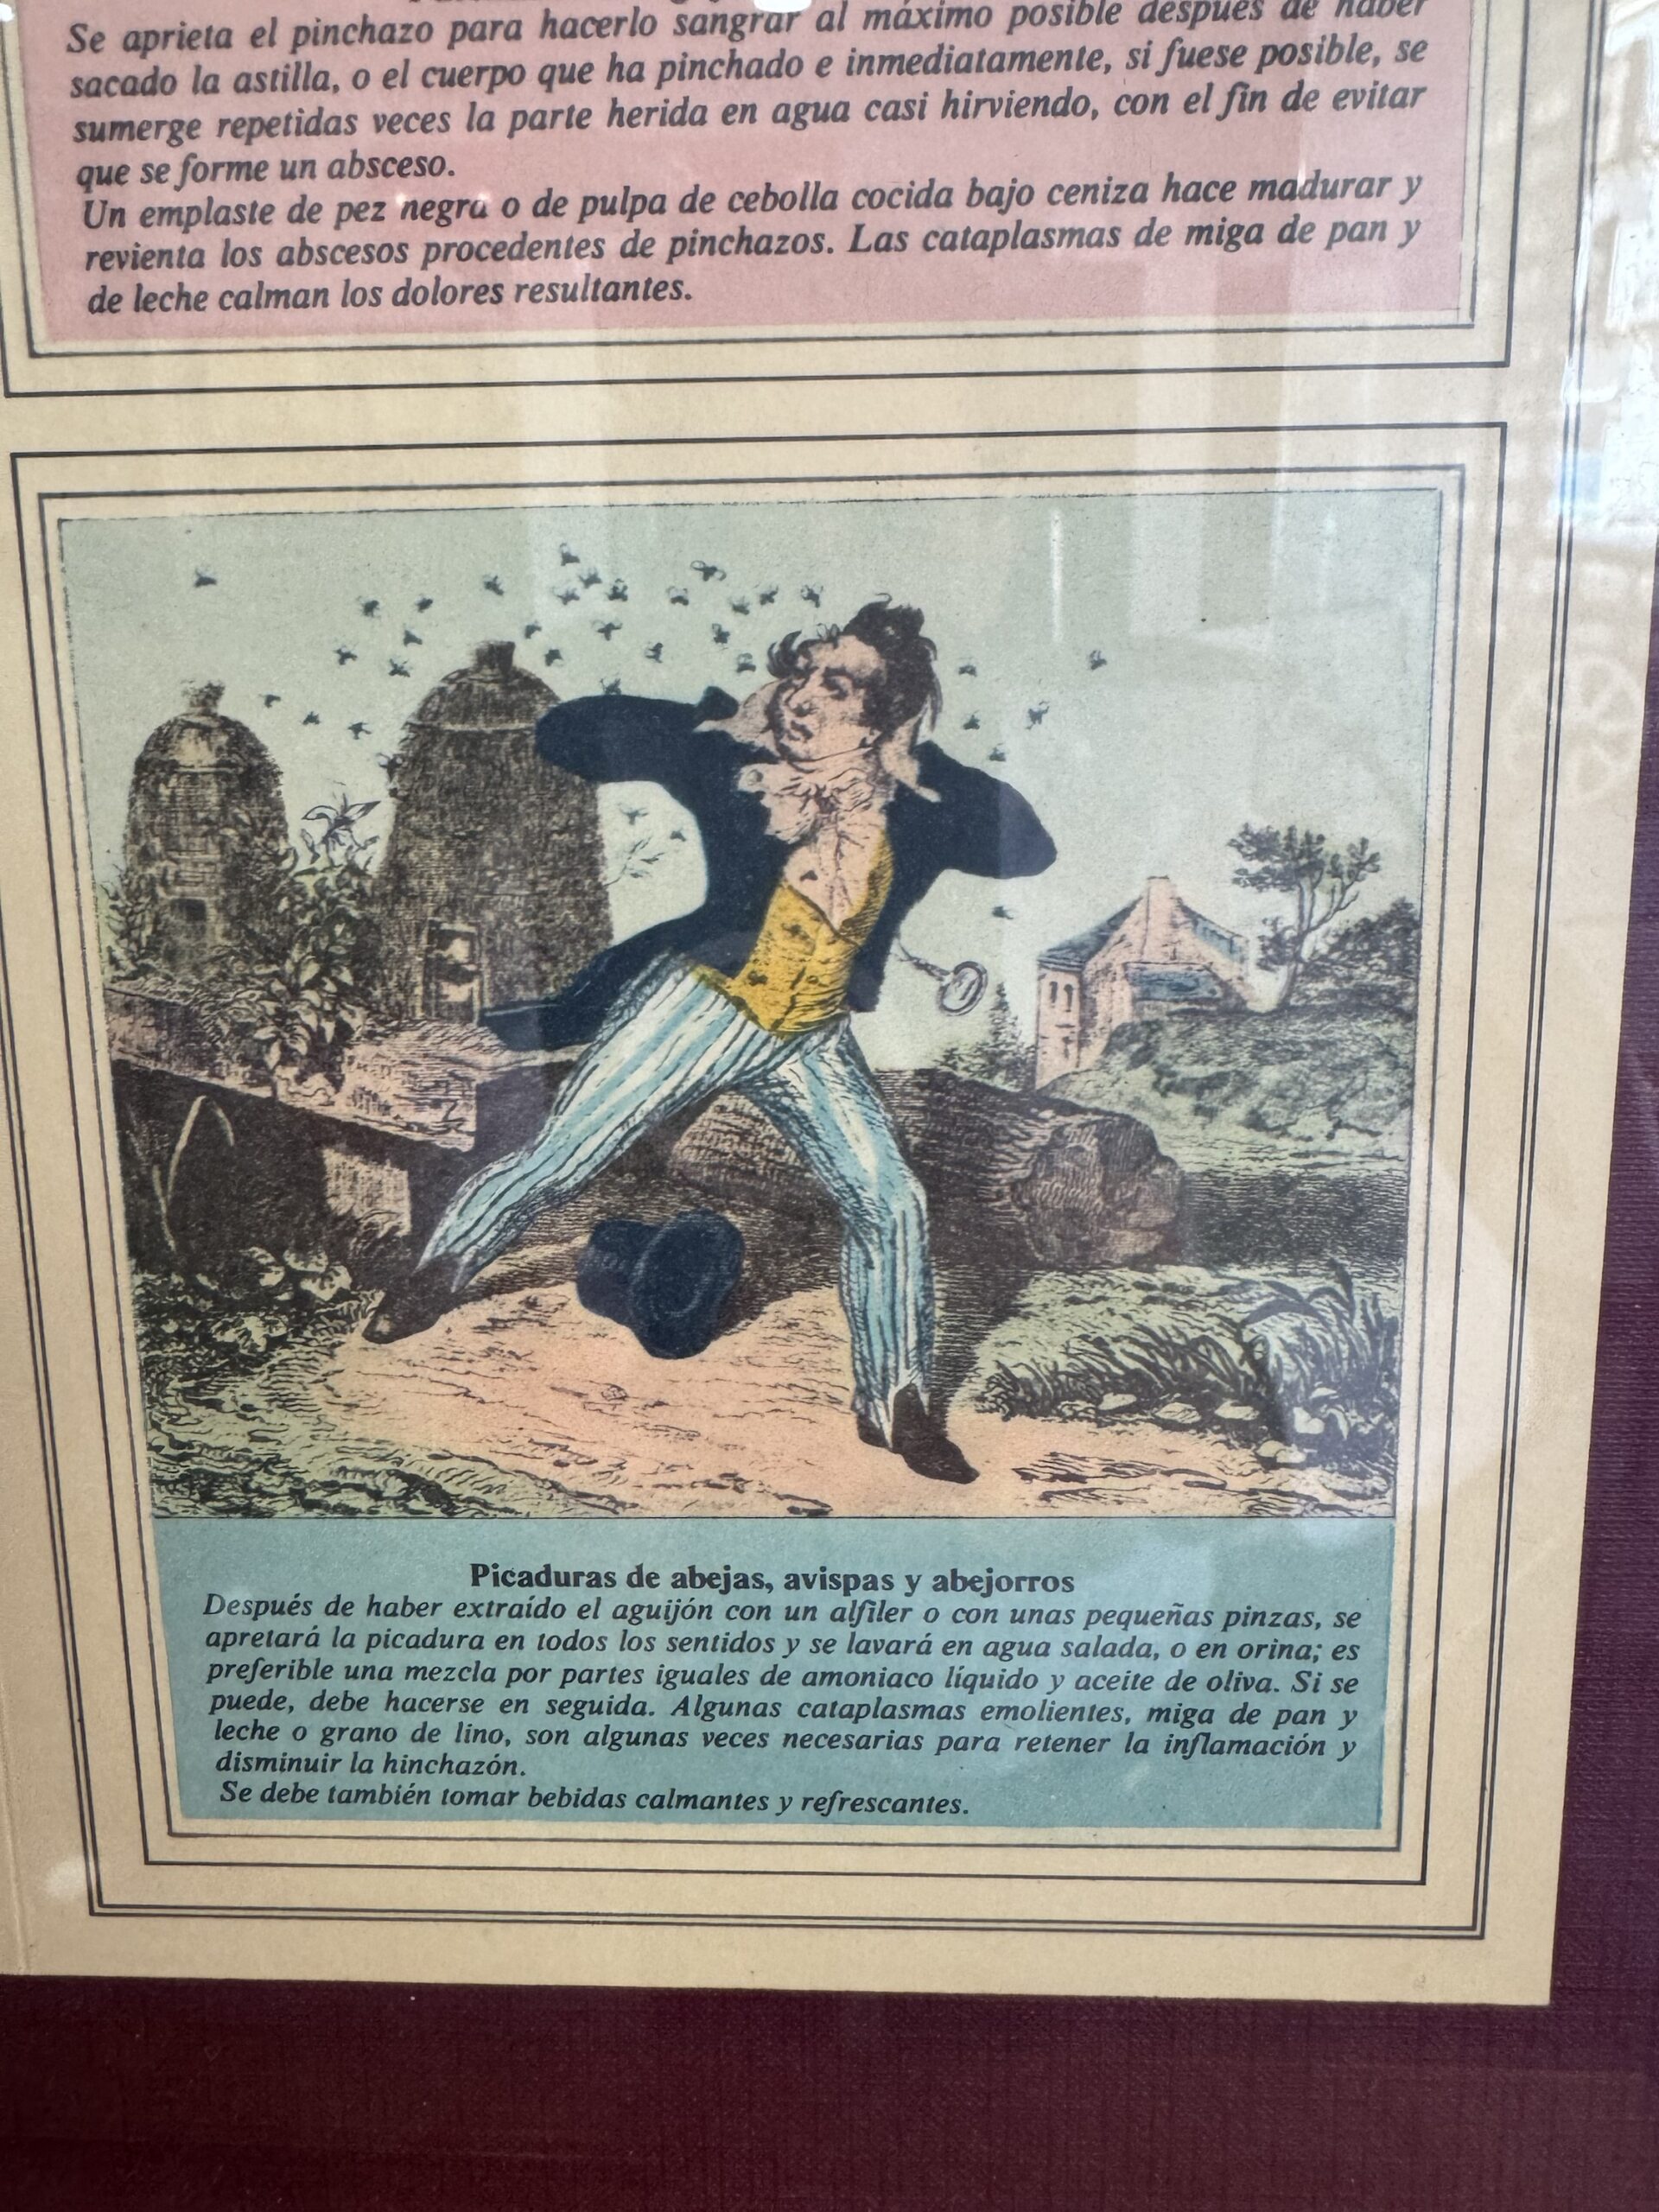 Se aprieta el pinchazo para hacerlo sangrar al máximo posible después de haber
sacado la astilla, o el cuerpo que ha pinchado e inmediatamente, si fuese posible, se
sumerge repetidas veces la parte herida en agua casi hirviendo, con el fin de evitar
que se forme un absceso.
Un emplaste de pez negra o de pulpa de cebolla cocida bajo ceniza hace madurar y
revienta los abscesos procedentes de pinchazos. Las cataplasmas de miga de pan y
de leche calman los dolores resultantes.
Picaduras de abejas, avispas y abejorros
Después de haber extraído el aguijón con un alfiler o con unas pequeñas pinzas, se
apretará la picadura en todos los sentidos y se lavará en agua salada, o en orina; es
preferible una mezcla por partes iguales de amoniaco líquido y aceite de oliva. Si se
puede, debe hacerse en seguida. Algunas cataplasmas emolientes, miga de pan y
leche o grano de lino, son algunas veces necesarias para retener la inflamación y
disminuir la hinchazón.
Se debe también tomar bebidas calmantes y refrescantes.